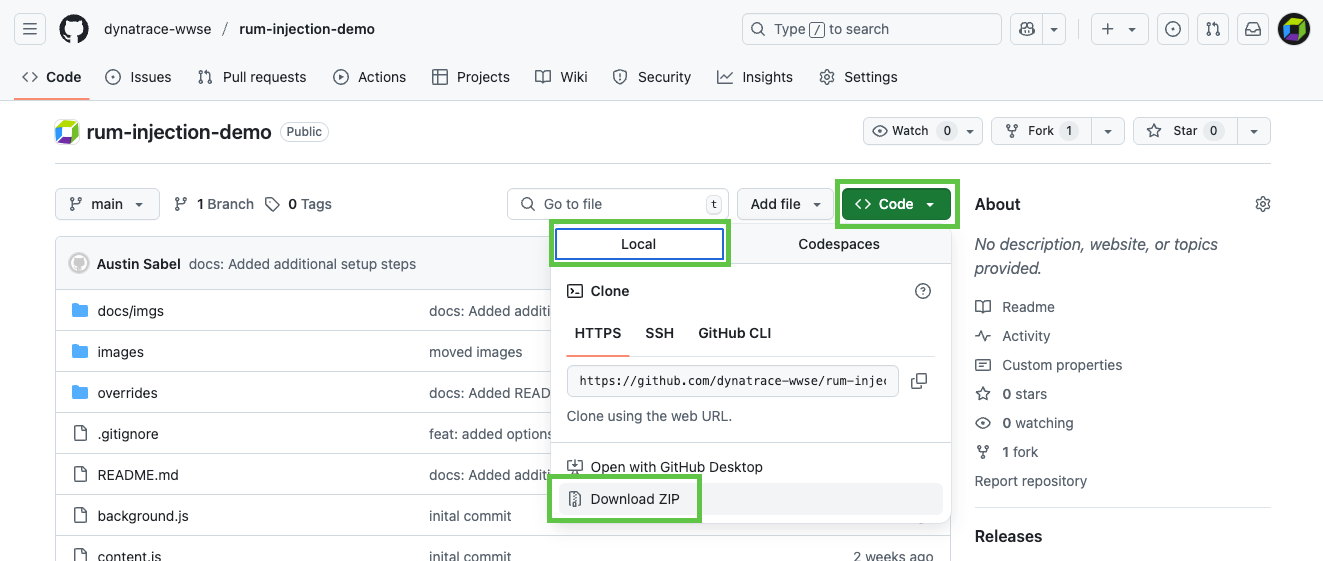 dynatrace-wwse / rum-injection-demo
Type / to search
Code Issues Pull requests Actions Projects Wiki Security Insights Settings
rum-injection-demo Public
Watch 0 Fork 1 Star 0
main 1 Branch 0 Tags Go to file t Add file Code
About
Local Codespaces
No description, website, or topics
provided.
Austin Sabel docs: Added additional setup steps
Clone
docs/imgs docs: Added additi
Readme
HTTPS SSH GitHub CLI
Activity
images moved images
Custom properties
https://github.com/dynatrace-wwse/rum-injec
overrides docs: Added READ
0 stars
Clone using the web URL.
0 watching
.gitignore feat: added options
1 fork
Open with GitHub Desktop
README.md docs: Added additi
Report repository
Download ZIP
background.js inital commit
Releases
content.js inital commit 2 weeks ago